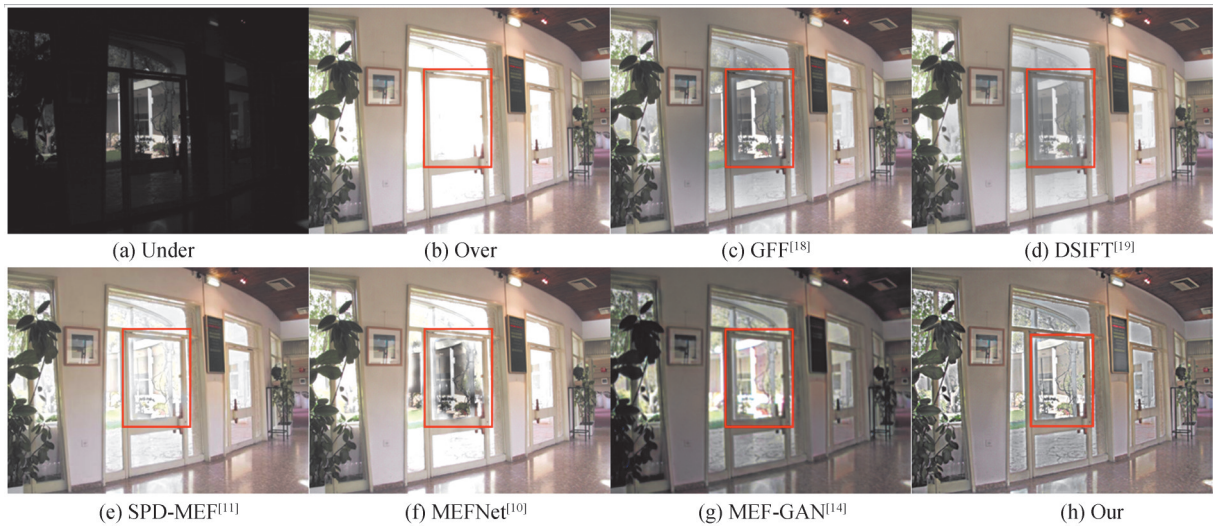 (a) Under
(b) Over
(c) GFF[18]
(d) DSIFT[19]
(e) SPD-MEF[11]
(f) MEFNet[10]
(g) MEF-GAN[14]
(h) Our